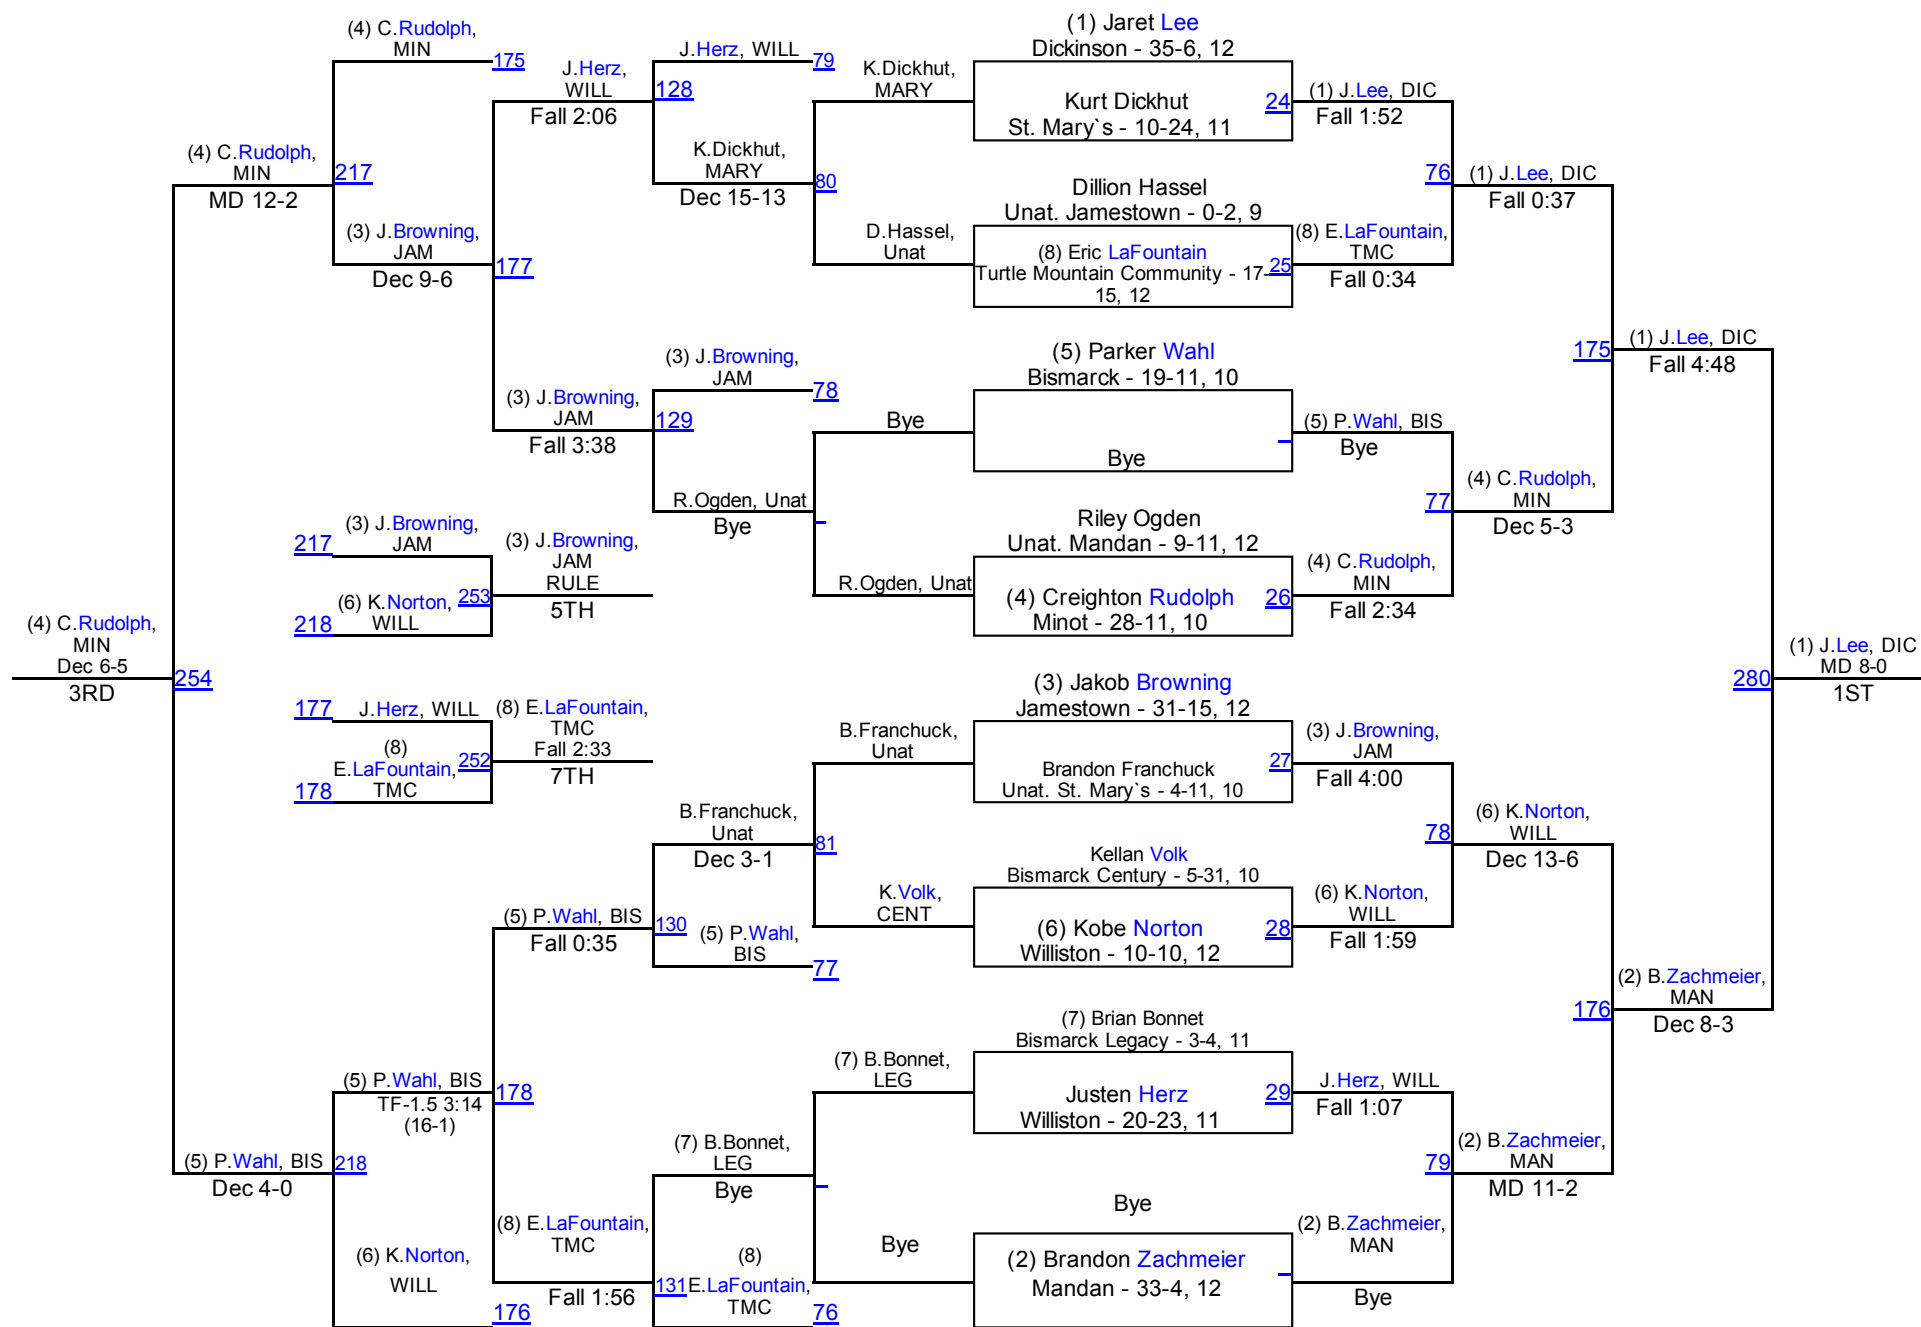 (4) C.Rudolph,
MIN
175
J.Herz,
WILL
Fall 2:06
J.Herz, WILL
79
128
K.Dickhut,
MARY
Dec 15-13
80
K.Dickhut,
MARY
D.Hassel,
Unat
(1) Jaret Lee
Dickinson - 35-6, 12
Kurt Dickhut
St. Mary`s - 10-24, 11
24
(1) J.Lee, DIC
Fall 1:52
Dillion Hassel
Unat. Jamestown - 0-2, 9
(8) Eric LaFountain
Turtle Mountain Community - 17-
15, 12
25
(8) E.LaFountain,
TMC
Fall 0:34
76
(1) J.Lee, DIC
Fall 0:37
(4) C.Rudolph,
MIN
MD 12-2
217
(3) J.Browning,
JAM
Dec 9-6
177
(3) J.Browning,
JAM
Fall 3:38
(3) J.Browning,
JAM
78
129
R.Ogden, Unat
Bye
Bye
R.Ogden, Unat
(5) Parker Wahl
Bismarck - 19-11, 10
Bye
(5) P.Wahl, BIS
Bye
Riley Ogden
Unat. Mandan - 9-11, 12
(4) Creighton Rudolph
Minot - 28-11, 10
26
(4) C.Rudolph,
MIN
Fall 2:34
77
(4) C.Rudolph,
MIN
Dec 5-3
175
(1) J.Lee, DIC
Fall 4:48
217
(3) J.Browning,
JAM
218
(6) K.Norton,
WILL
253
(3) J.Browning,
JAM
RULE
5TH
(4) C.Rudolph,
MIN
Dec 6-5
3RD
254
177
J.Herz, WILL
178
(8)
E.LaFountain,
TMC
252
(8) E.LaFountain,
TMC
Fall 2:33
7TH
280
(1) J.Lee, DIC
MD 8-0
1ST
B.Franchuck,
Unat
(3) Jakob Browning
Jamestown - 31-15, 12
Brandon Franchuck
Unat. St. Mary`s - 4-11, 10
27
(3) J.Browning,
JAM
Fall 4:00
B.Franchuck,
Unat
Dec 3-1
81
K.Volk,
CENT
Kellan Volk
Bismarck Century - 5-31, 10
(6) Kobe Norton
Williston - 10-10, 12
28
(6) K.Norton,
WILL
Fall 1:59
78
(6) K.Norton,
WILL
Dec 13-6
(5) P.Wahl, BIS
Fall 0:35
130
(5) P.Wahl,
BIS
77
176
(2) B.Zachmeier,
MAN
Dec 8-3
(5) P.Wahl, BIS
TF-1.5 3:14
(16-1)
178
(7) B.Bonnet,
LEG
(7) Brian Bonnet
Bismarck Legacy - 3-4, 11
Justen Herz
Williston - 20-23, 11
29
J.Herz, WILL
Fall 1:07
(5) P.Wahl, BIS
Dec 4-0
218
(7) B.Bonnet,
LEG
Bye
79
(2) B.Zachmeier,
MAN
MD 11-2
(6) K.Norton,
WILL
176
(8) E.LaFountain,
TMC
Fall 1:56
131
(8)
E.LaFountain,
TMC
76
Bye
Bye
(2) Brandon Zachmeier
Mandan - 33-4, 12
(2) B.Zachmeier,
MAN
Bye